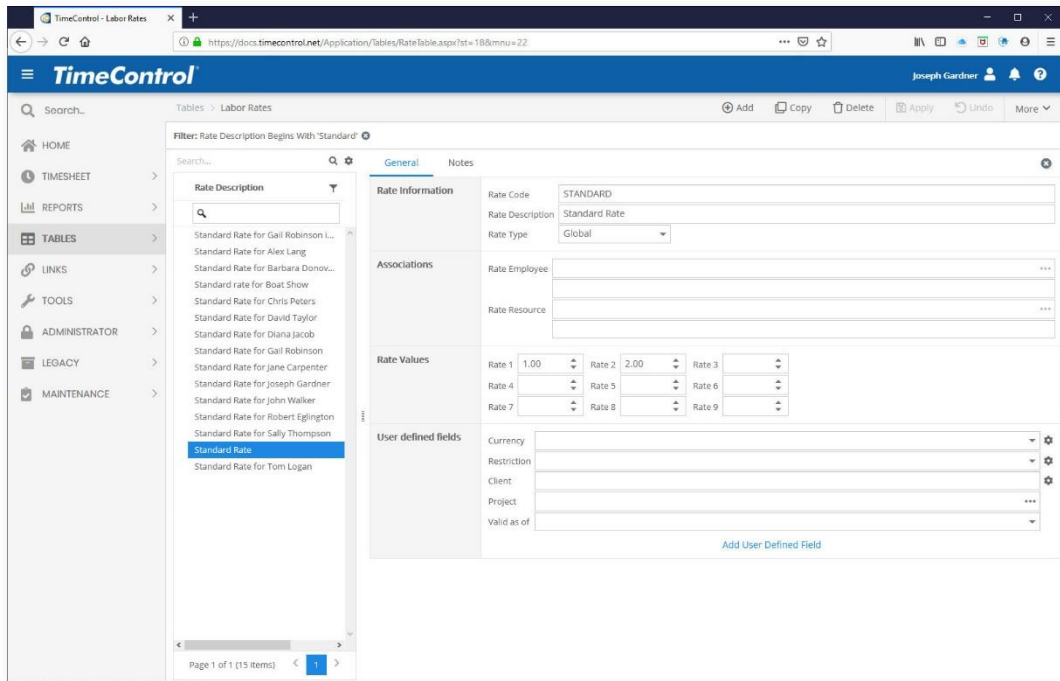 TimeControl - Labor Rates
https://docs.timecontrol.net/Application/Tables/RateTable.aspx?st=18&mnu=22
TimeControl
Joseph Gardner
Search...
Tables > Labor Rates
Add
Copy
Delete
Apply
Undo
More
Filter: Rate Description Begins With 'Standard'
HOME
TIMESHEET
REPORTS
TABLES
LINKS
TOOLS
ADMINISTRATOR
LEGACY
MAINTENANCE
Search...
Rate Description
Standard Rate for Gail Robinson i...
Standard Rate for Alex Lang
Standard Rate for Barbara Donov...
Standard rate for Boat Show
Standard Rate for Chris Peters
Standard Rate for David Taylor
Standard Rate for Diana Jacob
Standard Rate for Gail Robinson
Standard Rate for Jane Carpenter
Standard Rate for Joseph Gardner
Standard Rate for John Walker
Standard Rate for Robert Eglington
Standard Rate for Sally Thompson
Standard Rate
Standard Rate for Tom Logan
Page 1 of 1 (15 items) < 1 >
General Notes
Rate Information
Rate Code STANDARD
Rate Description Standard Rate
Rate Type Global
Associations
Rate Employee
Rate Resource
Rate Values
Rate 1 1.00 Rate 2 2.00 Rate 3
Rate 4 Rate 5 Rate 6
Rate 7 Rate 8 Rate 9
User defined fields
Currency
Restriction
Client
Project
Valid as of
Add User Defined Field